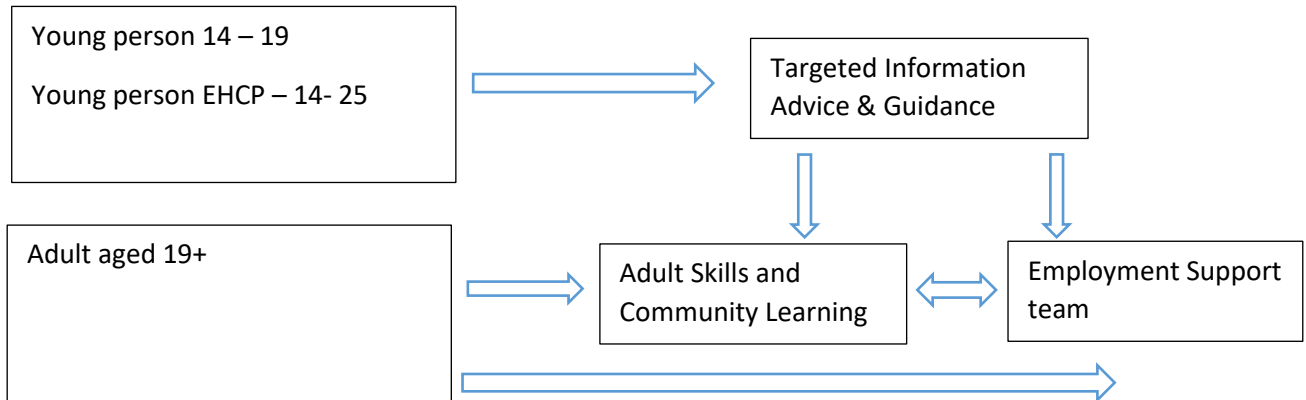 Young person 14 – 19
Young person EHCP – 14- 25
Targeted Information
Advice & Guidance
Adult aged 19+
Adult Skills and
Community Learning
Employment Support
team